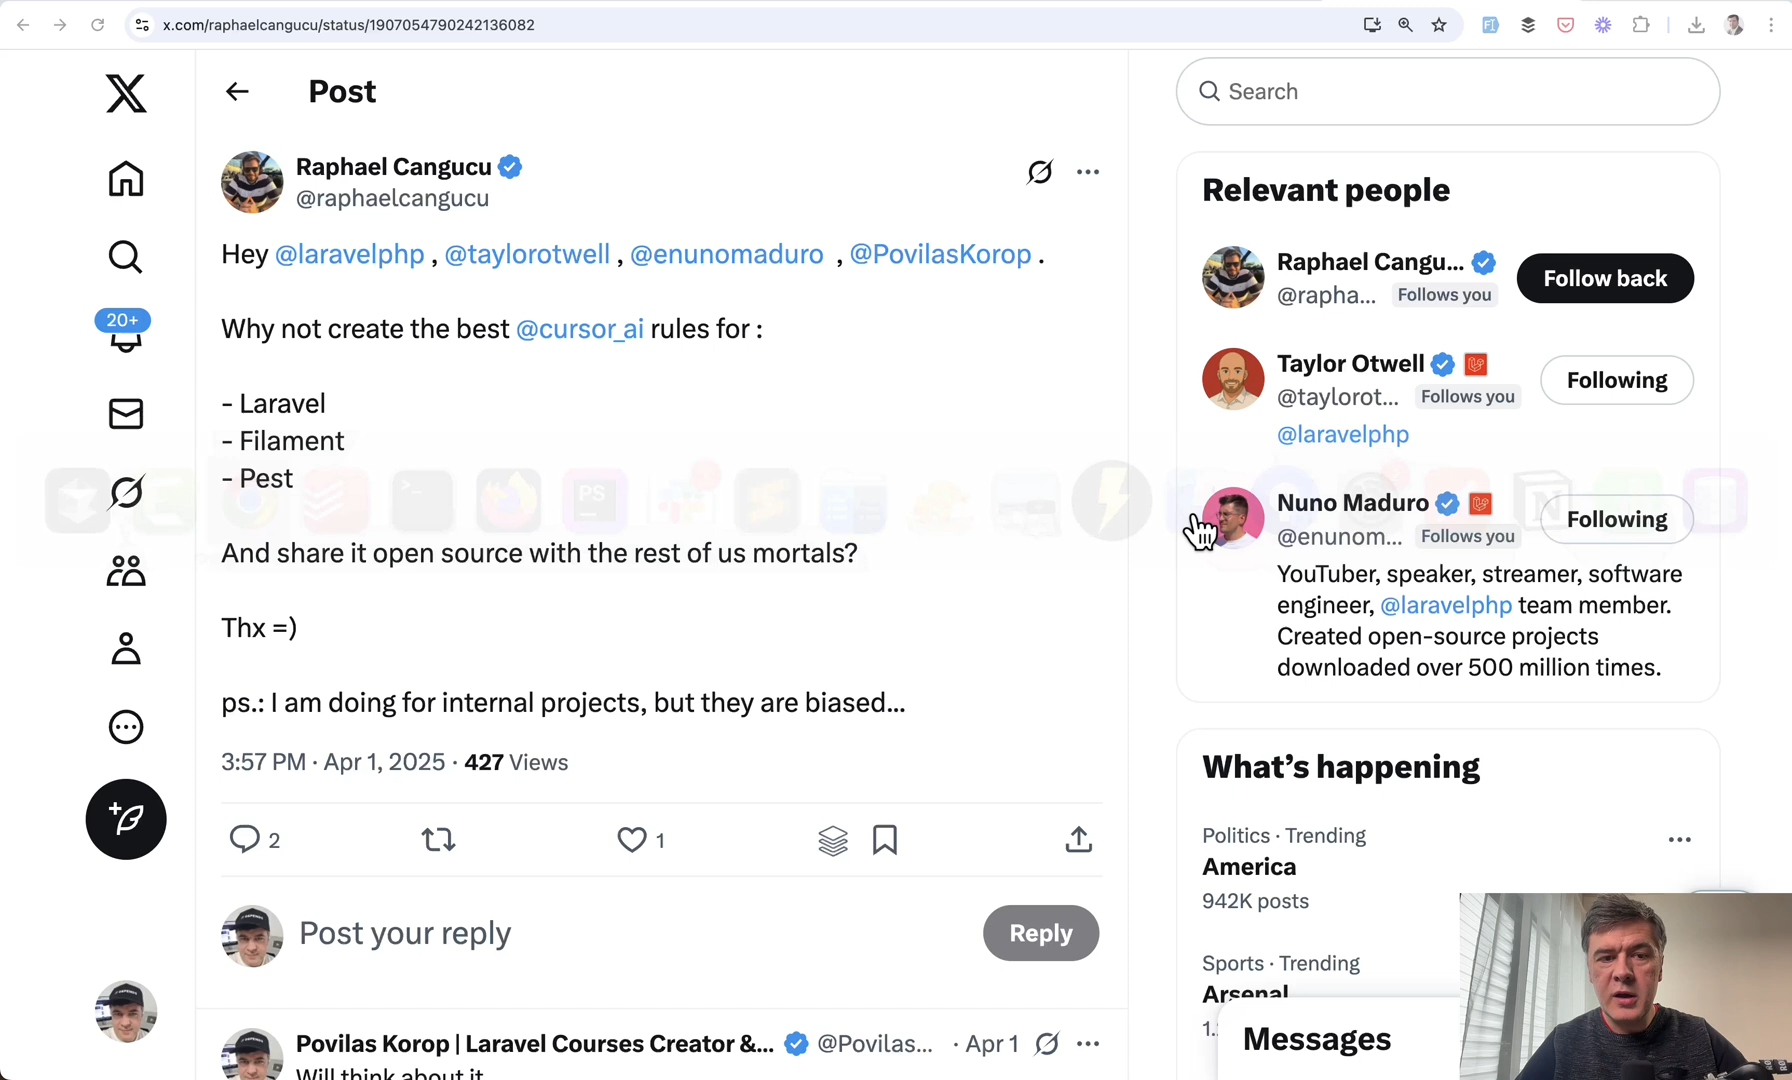 x.com/raphaelcangucu/status/1907054790242136082
Post
Search
Raphael Cangucu
@raphaelcangucu
Hey @laravelphp , @taylorotwell , @enunomaduro , @PovilasKorop .
Why not create the best @cursor_ai rules for :
- Laravel
- Filament
- Pest
And share it open source with the rest of us mortals?
Thx =)
ps.: I am doing for internal projects, but they are biased...
3:57 PM · Apr 1, 2025 · 427 Views
2
1
Post your reply
Reply
Povilas Korop | Laravel Courses Creator &... @Povilas... · Apr 1
Will think about it
20+
Relevant people
Raphael Cangu...
@rapha... Follows you
Follow back
Taylor Otwell
@taylorot... Follows you
Following
@laravelphp
Nuno Maduro
@enunom... Follows you
Following
YouTuber, speaker, streamer, software
engineer, @laravelphp team member.
Created open-source projects
downloaded over 500 million times.
What's happening
Politics · Trending
America
942K posts
Sports · Trending
Arsenal
Messages
PS